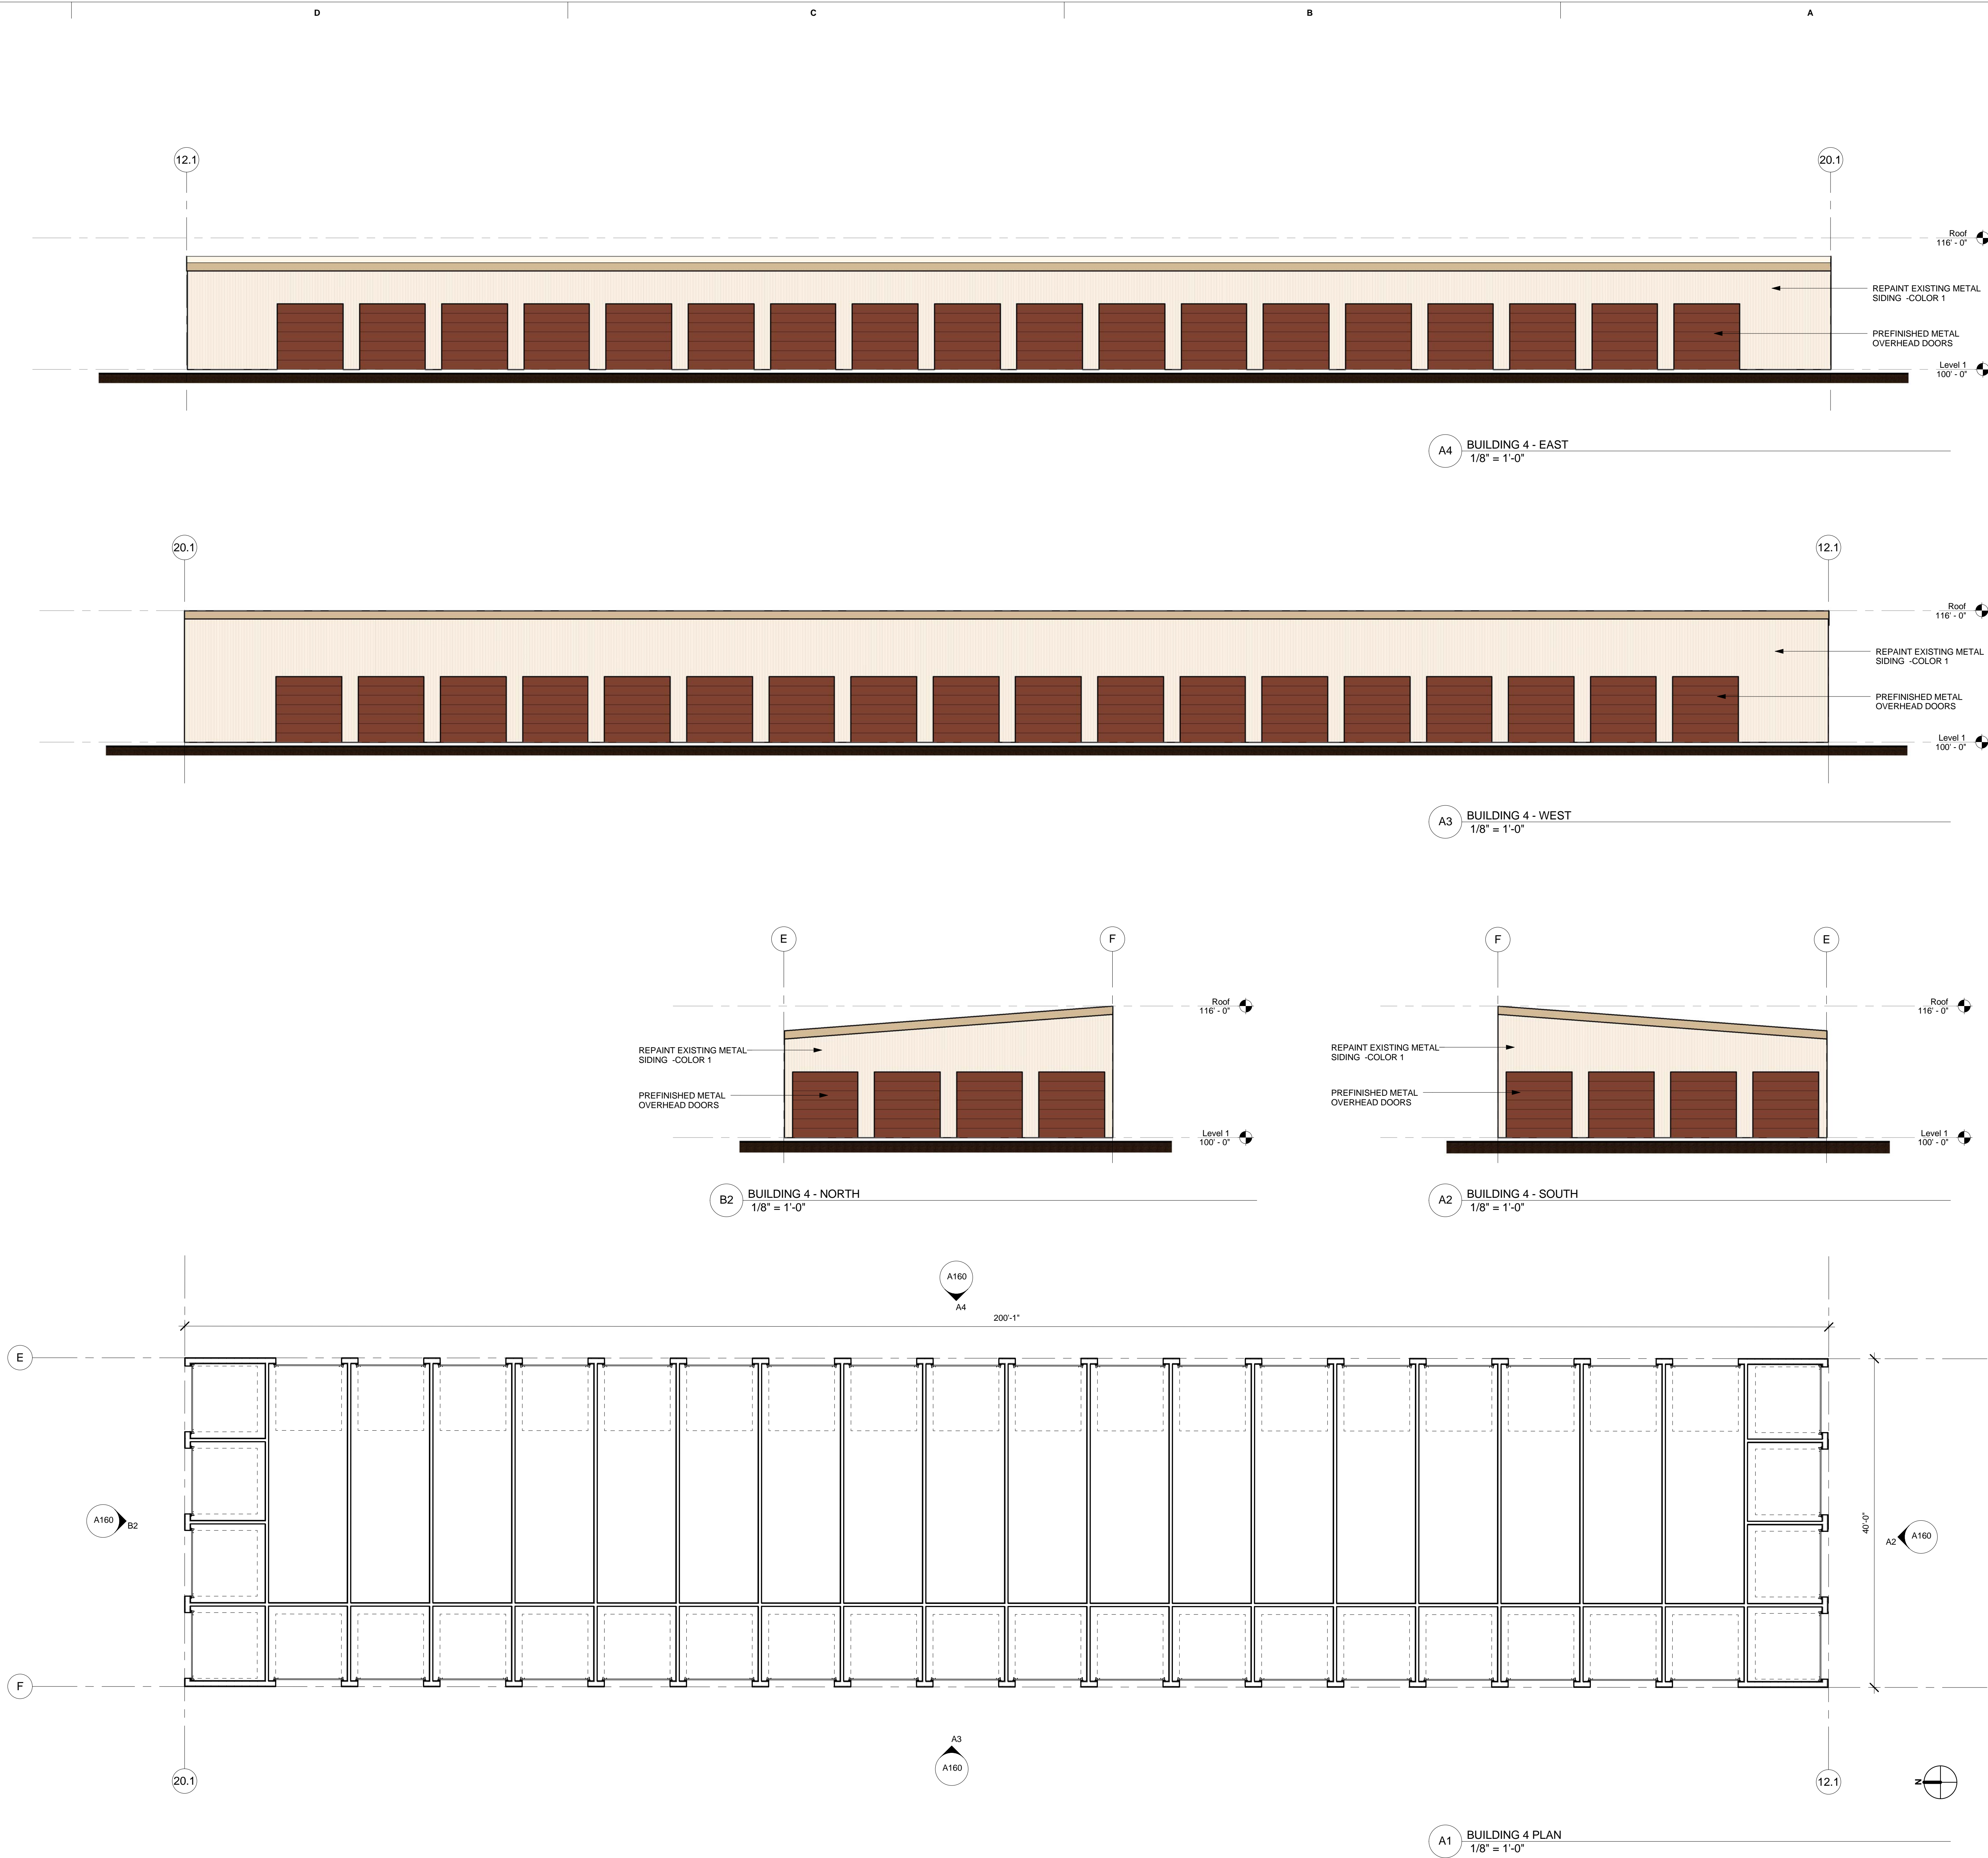 D C B A
12.1 20.1
Roof
116' - 0"
REPAINT EXISTING METAL
SIDING -COLOR 1
PREFINISHED METAL
OVERHEAD DOORS
Level 1
100' - 0"
A4 BUILDING 4 - EAST
1/8" = 1'-0"
20.1 12.1
Roof
116' - 0"
REPAINT EXISTING METAL
SIDING -COLOR 1
PREFINISHED METAL
OVERHEAD DOORS
Level 1
100' - 0"
A3 BUILDING 4 - WEST
1/8" = 1'-0"
E F
Roof
116' - 0"
REPAINT EXISTING METAL
SIDING -COLOR 1
PREFINISHED METAL
OVERHEAD DOORS
Level 1
100' - 0"
B2 BUILDING 4 - NORTH
1/8" = 1'-0"
F E
Roof
116' - 0"
REPAINT EXISTING METAL
SIDING -COLOR 1
PREFINISHED METAL
OVERHEAD DOORS
Level 1
100' - 0"
A2 BUILDING 4 - SOUTH
1/8" = 1'-0"
A160
A4
200'-1"
E
A160
B2
40'-0"
A2
A160
F
A3
A160
20.1 12.1
N
A1 BUILDING 4 PLAN
1/8" = 1'-0"